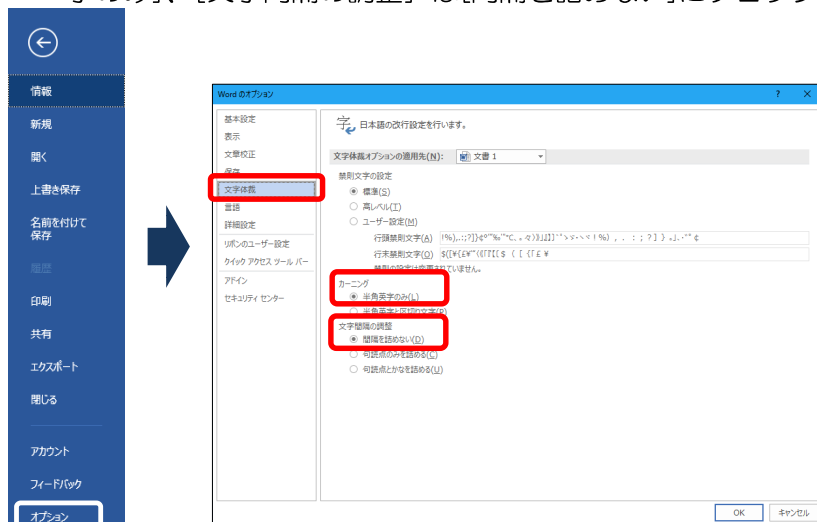 情報
新規
開く
上書き保存
名前を付けて
保存
履歴
印刷
共有
エクスポート
閉じる
アカウント
フィードバック
オプション
Word のオプション
? ×
基本設定
表示
文章校正
保存
文字体裁
言語
詳細設定
リボンのユーザー設定
クイック アクセス ツール バー
アドイン
セキュリティ センター
字 日本語の改行設定を行います。
文字体裁オプションの適用先(N): 文書 1
禁則文字の設定
標準(S)
高レベル(T)
ユーザー設定(M)
行頭禁則文字(A)
行末禁則文字(O)
禁則の設定は変更されていません。
カーニング
半角英字のみ(L)
半角英字と区切り文字(P)
文字間隔の調整
間隔を詰めない(D)
句読点のみを詰める(C)
句読点とかなを詰める(U)
OK キャンセル